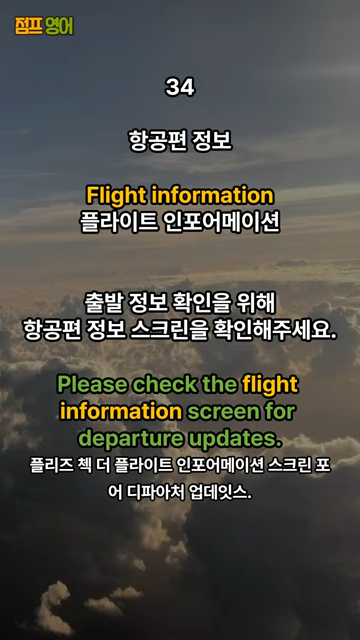 점프 영어
34
항공편 정보
Flight information
플라이트 인포어메이션
출발 정보 확인을 위해
항공편 정보 스크린을 확인해주세요.
Please check the flight
information screen for
departure updates.
플리즈 첵 더 플라이트 인포어메이션 스크린 포
어 디파아처 업데잇스.